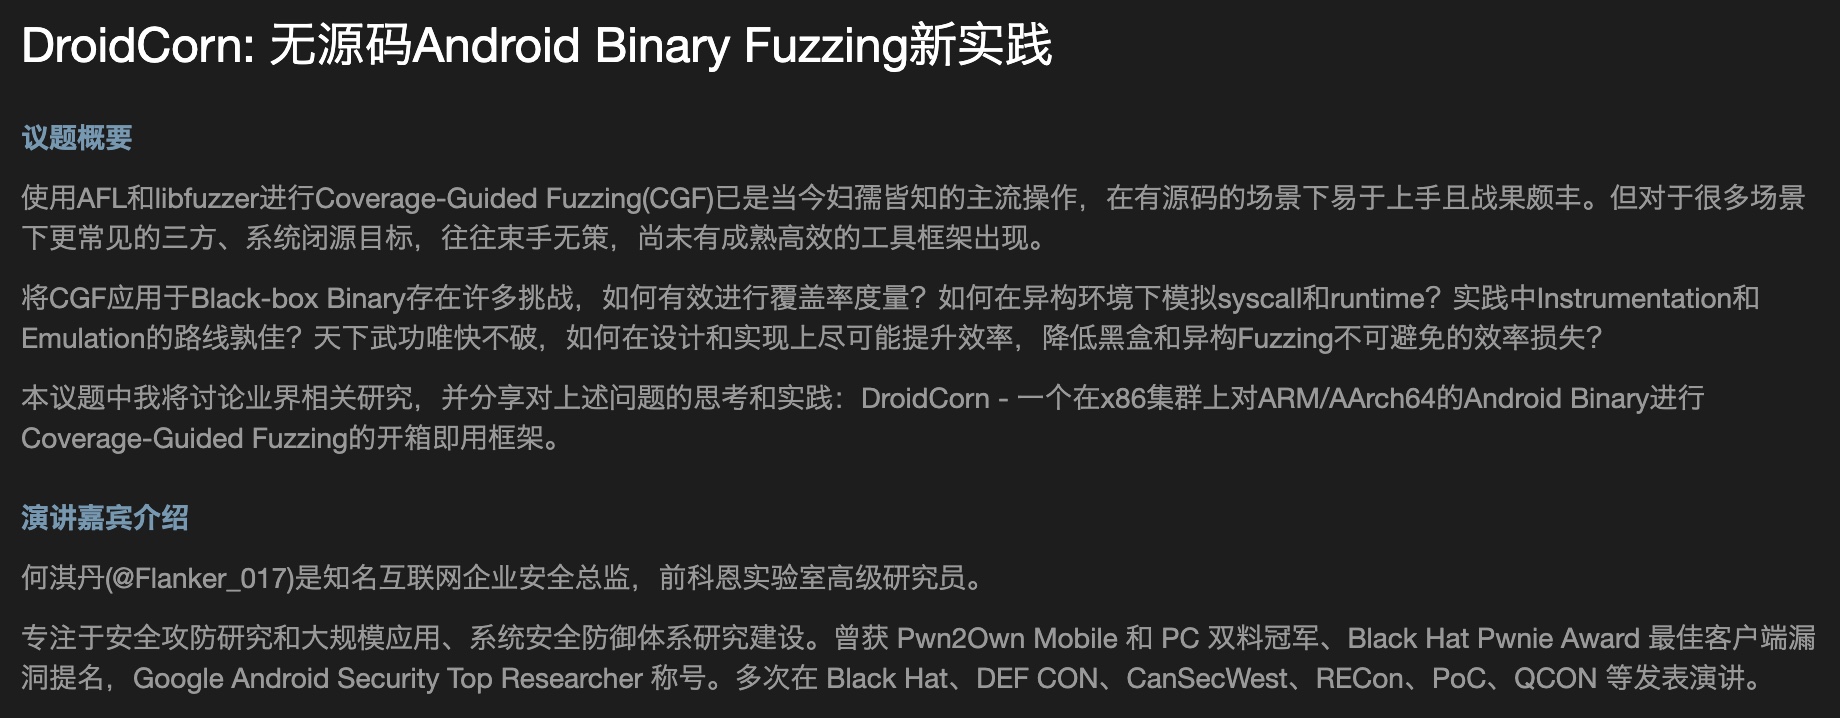 DroidCorn: 无源码Android Binary Fuzzing新实践
议题概要
使用AFL和libfuzzer进行Coverage-Guided Fuzzing(CGF)已是当今妇孺皆知的主流操作，在有源码的场景下易于上手且战果颇丰。但对于很多场景
下更常见的三方、系统闭源目标，往往束手无策，尚未有成熟高效的工具框架出现。
将CGF应用于Black-box Binary存在许多挑战，如何有效进行覆盖率度量？如何在异构环境下模拟syscall和runtime？实践中Instrumentation和
Emulation的路线孰佳？天下武功唯快不破，如何在设计和实现上尽可能提升效率，降低黑盒和异构Fuzzing不可避免的效率损失？
本议题中我将讨论业界相关研究，并分享对上述问题的思考和实践：DroidCorn - 一个在x86集群上对ARM/AArch64的Android Binary进行
Coverage-Guided Fuzzing的开箱即用框架。
演讲嘉宾介绍
何淇丹(@Flanker_017)是知名互联网企业安全总监，前科恩实验室高级研究员。
专注于安全攻防研究和大规模应用、系统安全防御体系研究建设。曾获 Pwn2Own Mobile 和 PC 双料冠军、Black Hat Pwnie Award 最佳客户端漏
洞提名，Google Android Security Top Researcher 称号。多次在 Black Hat、DEF CON、CanSecWest、RECon、PoC、QCON 等发表演讲。